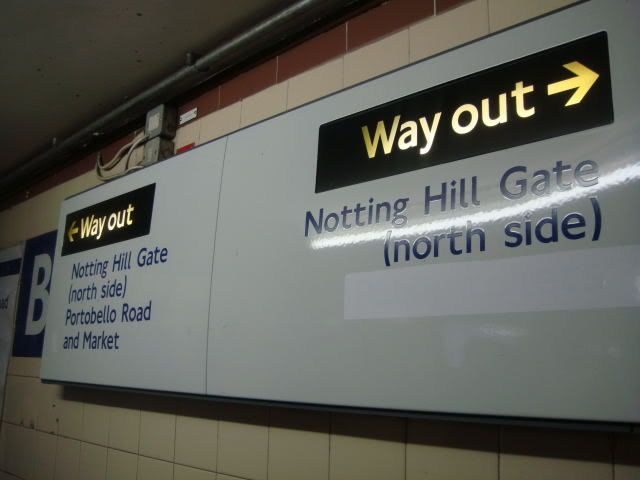 Way out →
Notting Hill Gate
(north side)
← Way out
Notting Hill Gate
(north side)
Portobello Road
and Market
B